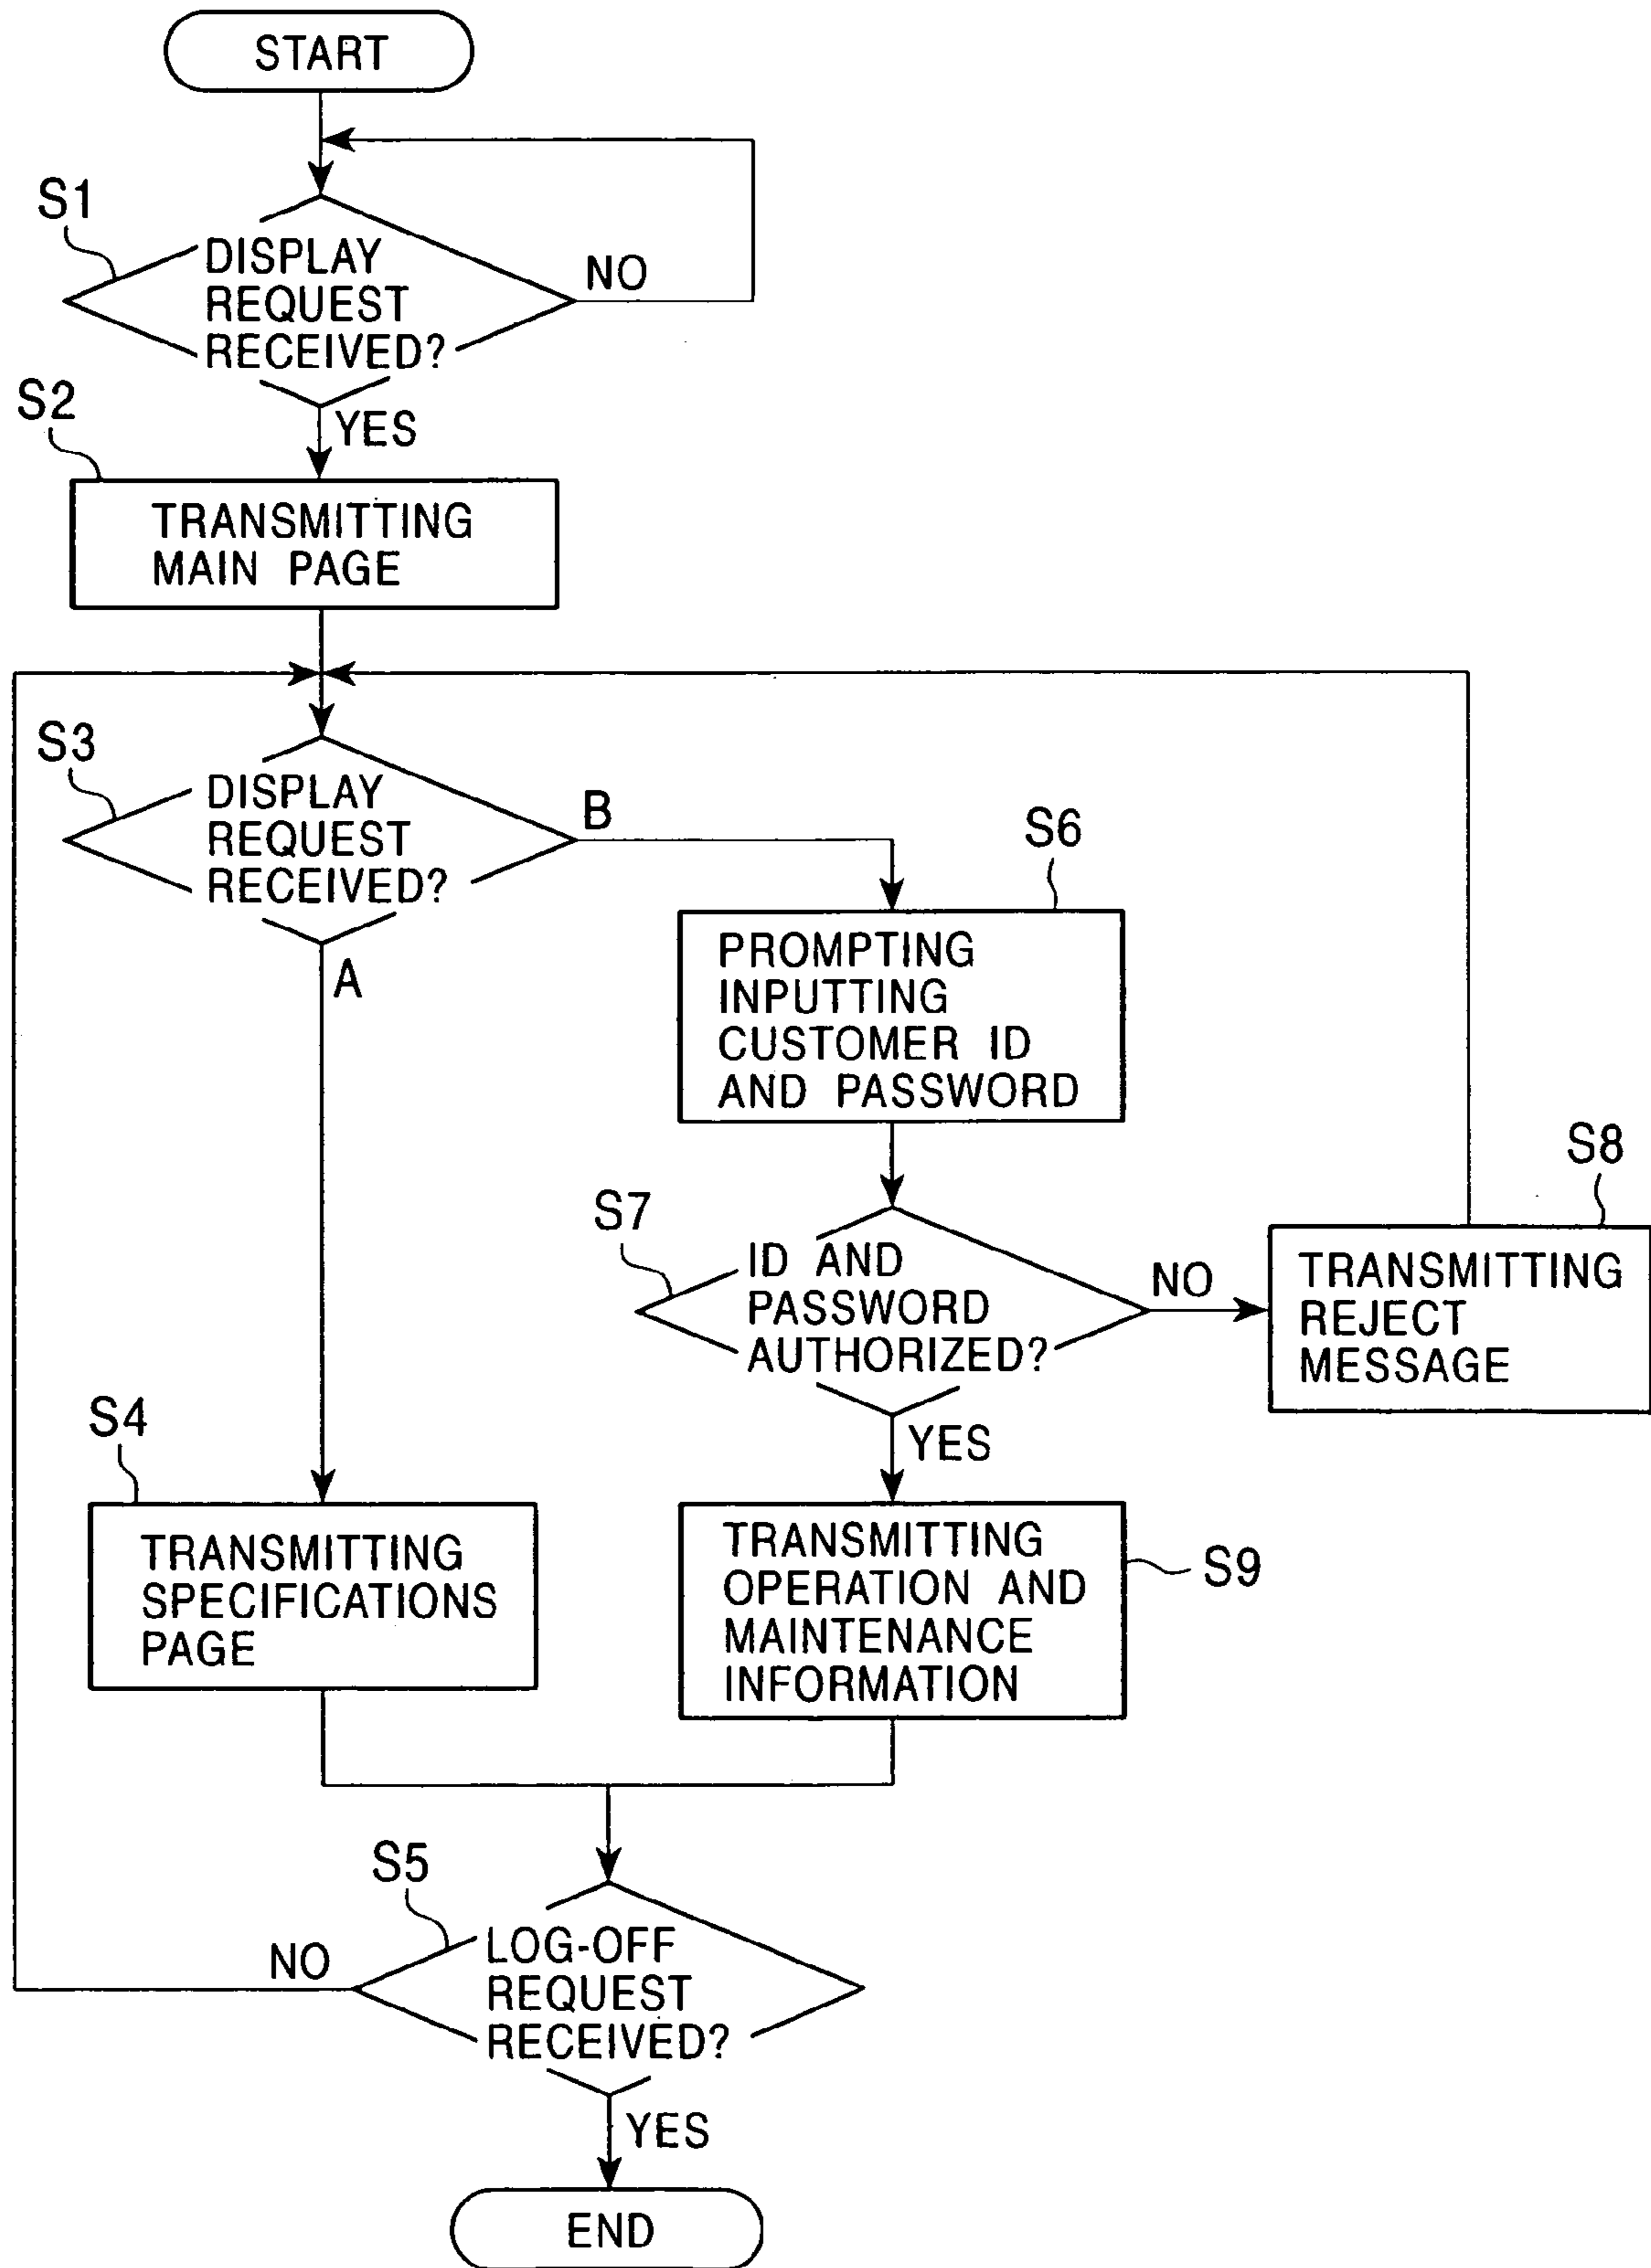 START
S1
DISPLAY
REQUEST
RECEIVED?
NO
S2
YES
TRANSMITTING
MAIN PAGE
S3
DISPLAY
REQUEST
RECEIVED?
B
A
S6
PROMPTING
INPUTTING
CUSTOMER ID
AND PASSWORD
S7
ID AND
PASSWORD
AUTHORIZED?
NO
S8
TRANSMITTING
REJECT
MESSAGE
YES
S4
TRANSMITTING
SPECIFICATIONS
PAGE
TRANSMITTING
OPERATION AND
MAINTENANCE
INFORMATION
S9
S5
LOG-OFF
REQUEST
RECEIVED?
NO
YES
END